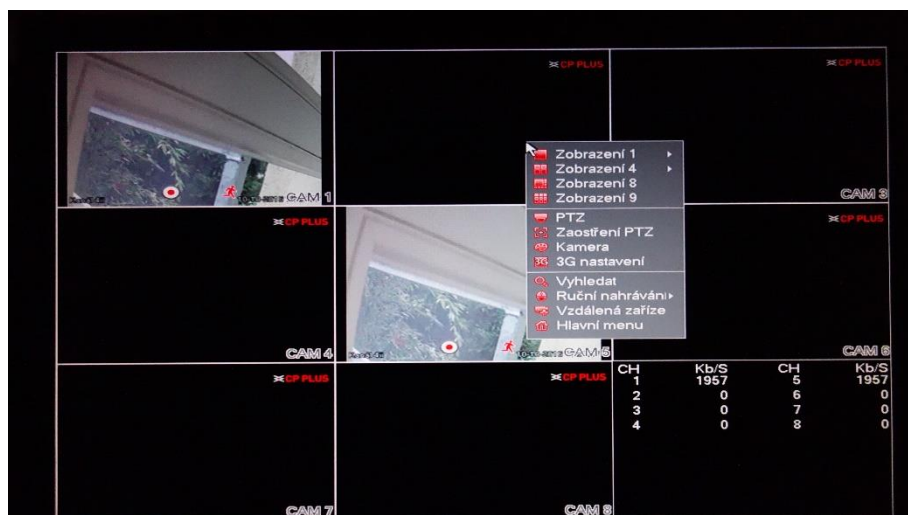 CP PLUS
CP PLUS
CAM 1
CAM 3
Zobrazení 1
Zobrazení 4
Zobrazení 8
Zobrazení 9
PTZ
Zaostření PTZ
Kamera
3G nastavení
Vyhledat
Ruční nahráván
Vzdálená zaříze
Hlavní menu
CP PLUS
CP PLUS
CAM 4
CAM 5
CAM 6
CP PLUS
CP PLUS
CH Kb/S CH Kb/S
1 1957 5 1957
2 0 6 0
3 0 7 0
4 0 8 0
CAM 7
CAM 8